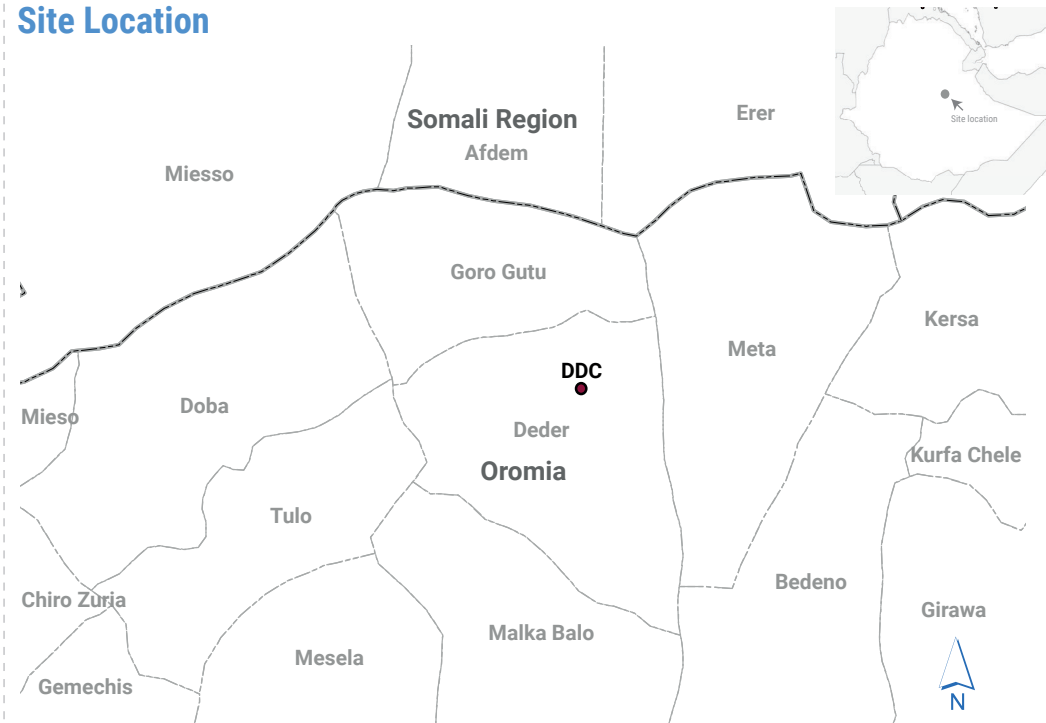 Site Location
Somali Region
Afdem
Erer
Site location
Miesso
Goro Gutu
Kersa
Meta
DDC
Mieso
Doba
Deder
Oromia
Kurfa Chele
Tulo
Bedeno
Chiro Zuria
Girawa
Malka Balo
Mesela
Gemechis
N